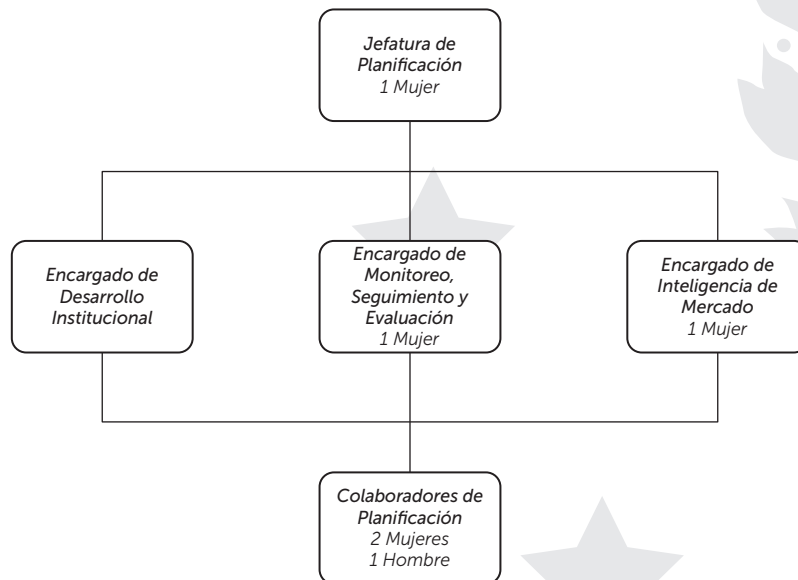 Jefatura de
Planificación
1 Mujer
Encargado de
Desarrollo
Institucional
Encargado de
Monitoreo,
Seguimiento y
Evaluación
1 Mujer
Encargado de
Inteligencia de
Mercado
1 Mujer
Colaboradores de
Planificación
2 Mujeres
1 Hombre